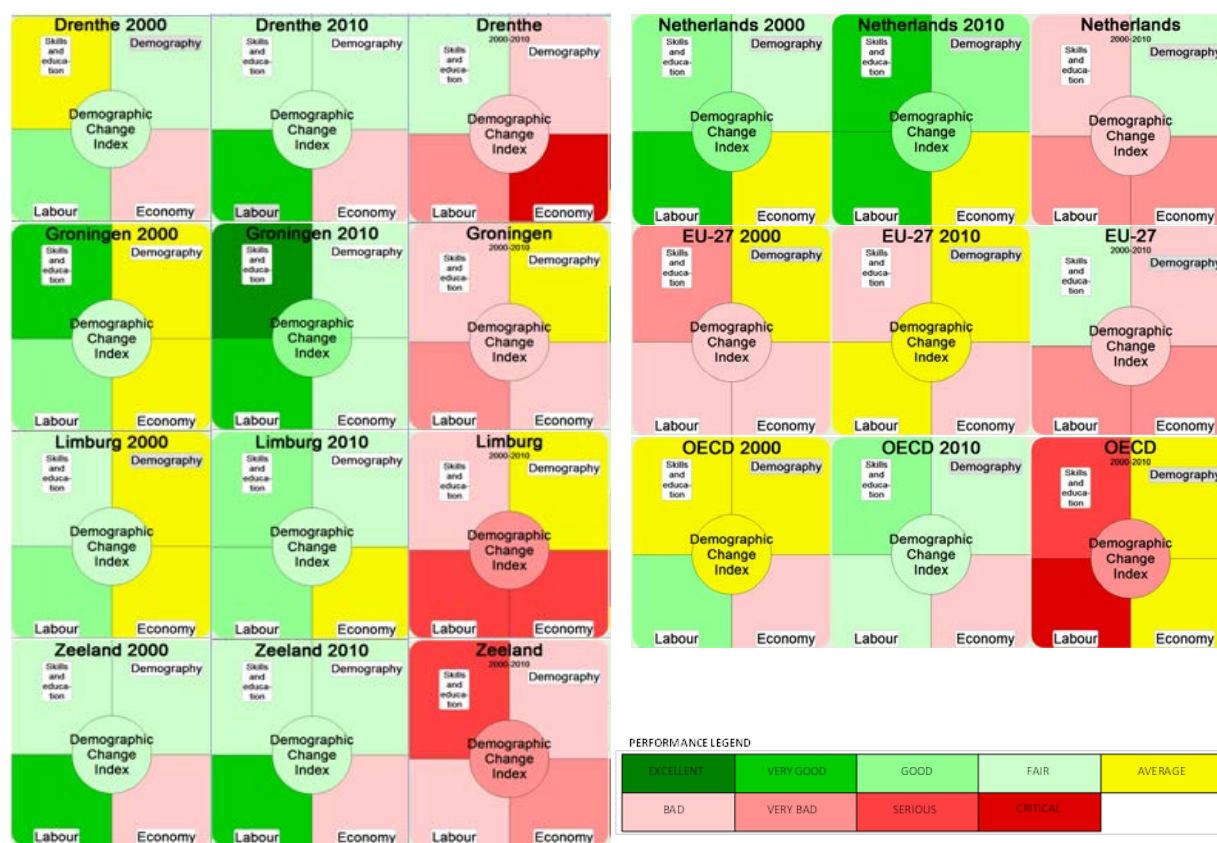 Drenthe 2000
Skills
and
educa-
tion
Demography
Demographic
Change
Index
Labour
Economy
Drenthe 2010
Skills
and
educa-
tion
Demography
Demographic
Change
Index
Labour
Economy
Drenthe
2000-2010
Skills
and
educa-
tion
Demography
Demographic
Change
Index
Labour
Economy
Groningen 2000
Skills
and
educa-
tion
Demography
Demographic
Change
Index
Labour
Economy
Groningen 2010
Skills
and
educa-
tion
Demography
Demographic
Change
Index
Labour
Economy
Groningen
2000-2010
Skills
and
educa-
tion
Demography
Demographic
Change
Index
Labour
Economy
Limburg 2000
Skills
and
educa-
tion
Demography
Demographic
Change
Index
Labour
Economy
Limburg 2010
Skills
and
educa-
tion
Demography
Demographic
Change
Index
Labour
Economy
Limburg
2000-2010
Skills
and
educa-
tion
Demography
Demographic
Change
Index
Labour
Economy
Zeeland 2000
Skills
and
educa-
tion
Demography
Demographic
Change
Index
Labour
Economy
Zeeland 2010
Skills
and
educa-
tion
Demography
Demographic
Change
Index
Labour
Economy
Zeeland
2000-2010
Skills
and
educa-
tion
Demography
Demographic
Change
Index
Labour
Economy
Netherlands 2000
Skills
and
educa-
tion
Demography
Demographic
Change
Index
Labour
Economy
Netherlands 2010
Skills
and
educa-
tion
Demography
Demographic
Change
Index
Labour
Economy
Netherlands
2000-2010
Skills
and
educa-
tion
Demography
Demographic
Change
Index
Labour
Economy
EU-27 2000
Skills
and
educa-
tion
Demography
Demographic
Change
Index
Labour
Economy
EU-27 2010
Skills
and
educa-
tion
Demography
Demographic
Change
Index
Labour
Economy
EU-27
2000-2010
Skills
and
educa-
tion
Demography
Demographic
Change
Index
Labour
Economy
OECD 2000
Skills
and
educa-
tion
Demography
Demographic
Change
Index
Labour
Economy
OECD 2010
Skills
and
educa-
tion
Demography
Demographic
Change
Index
Labour
Economy
OECD
2000-2010
Skills
and
educa-
tion
Demography
Demographic
Change
Index
Labour
Economy
PERFORMANCE LEGEND
EXCELLENT VERY GOOD GOOD FAIR AVERAGE
BAD VERY BAD SERIOUS CRITICAL